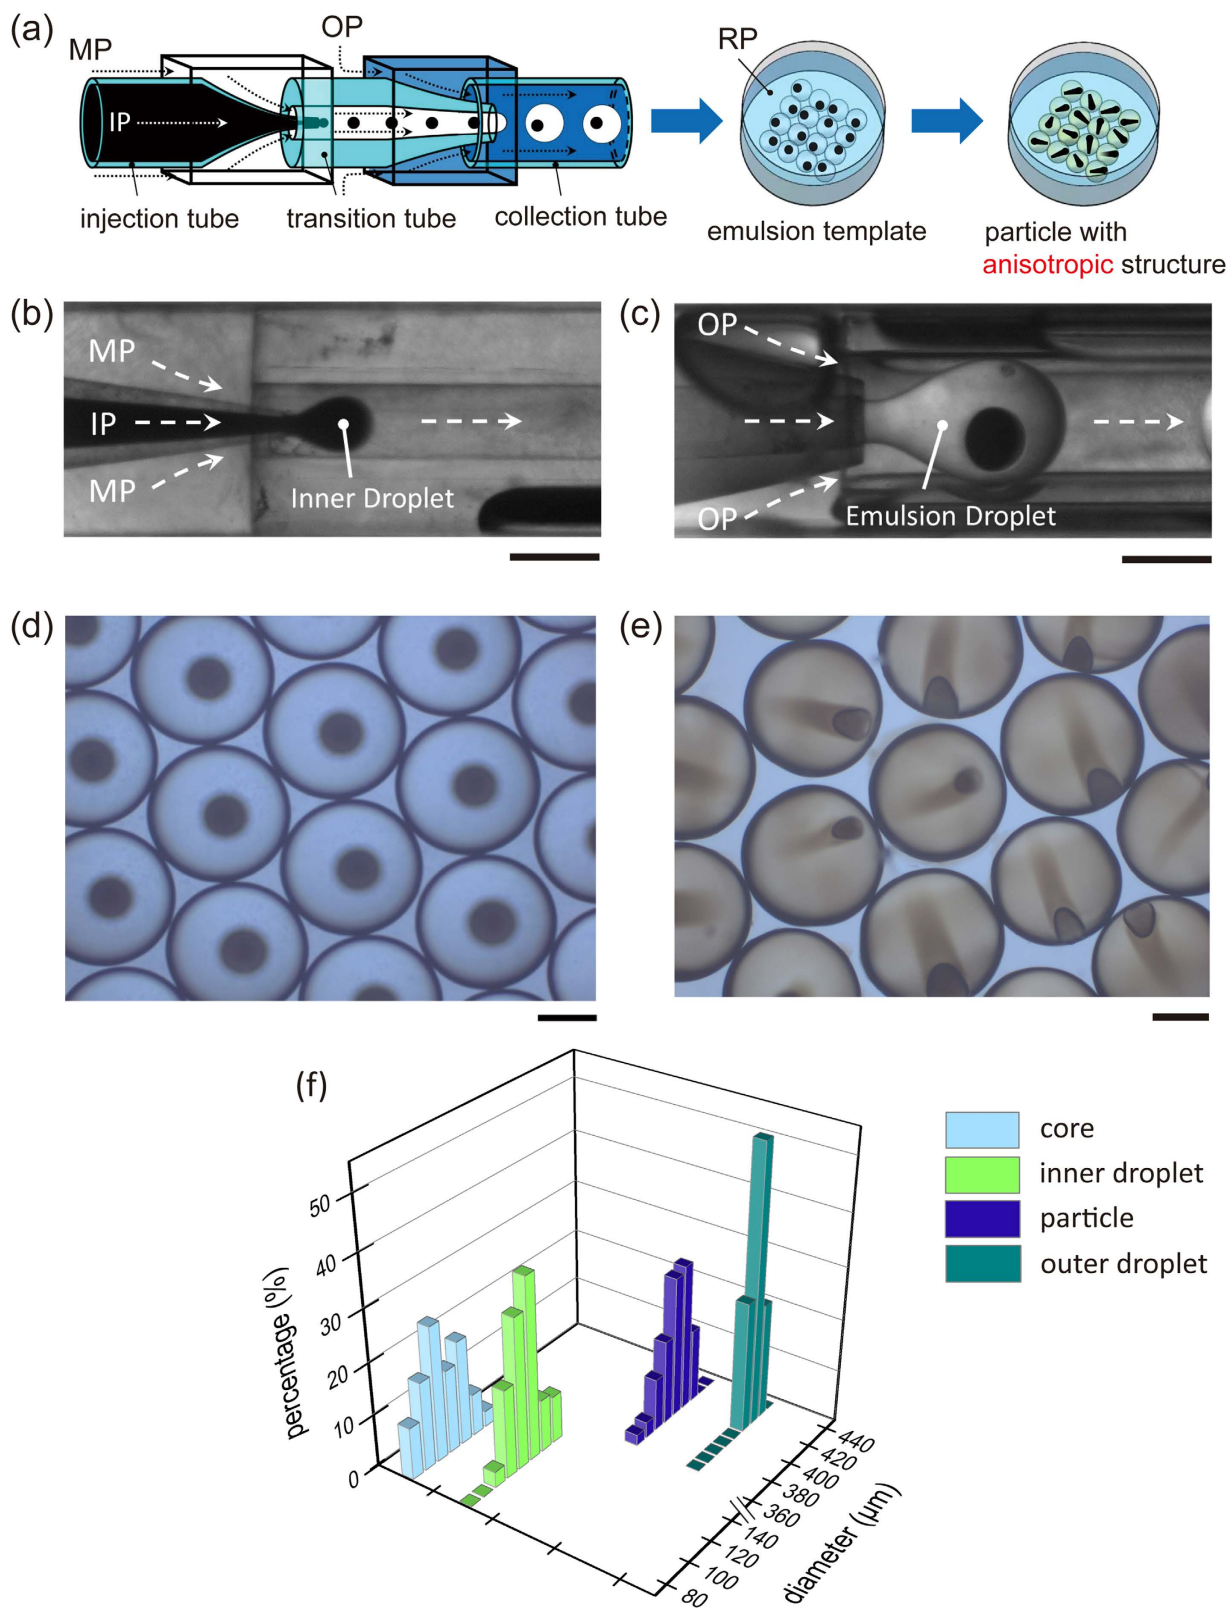 (a)
MP
OP
IP
RP
injection tube
transition tube
collection tube
emulsion template
particle with
anisotropic structure
(b)
MP
IP
MP
Inner Droplet
(c)
OP
OP
Emulsion Droplet
(d)
(e)
(f)
percentage (%)
50
40
30
20
10
0
440
420
400
380
360
140
120
100
80
diameter (μm)
core
inner droplet
particle
outer droplet